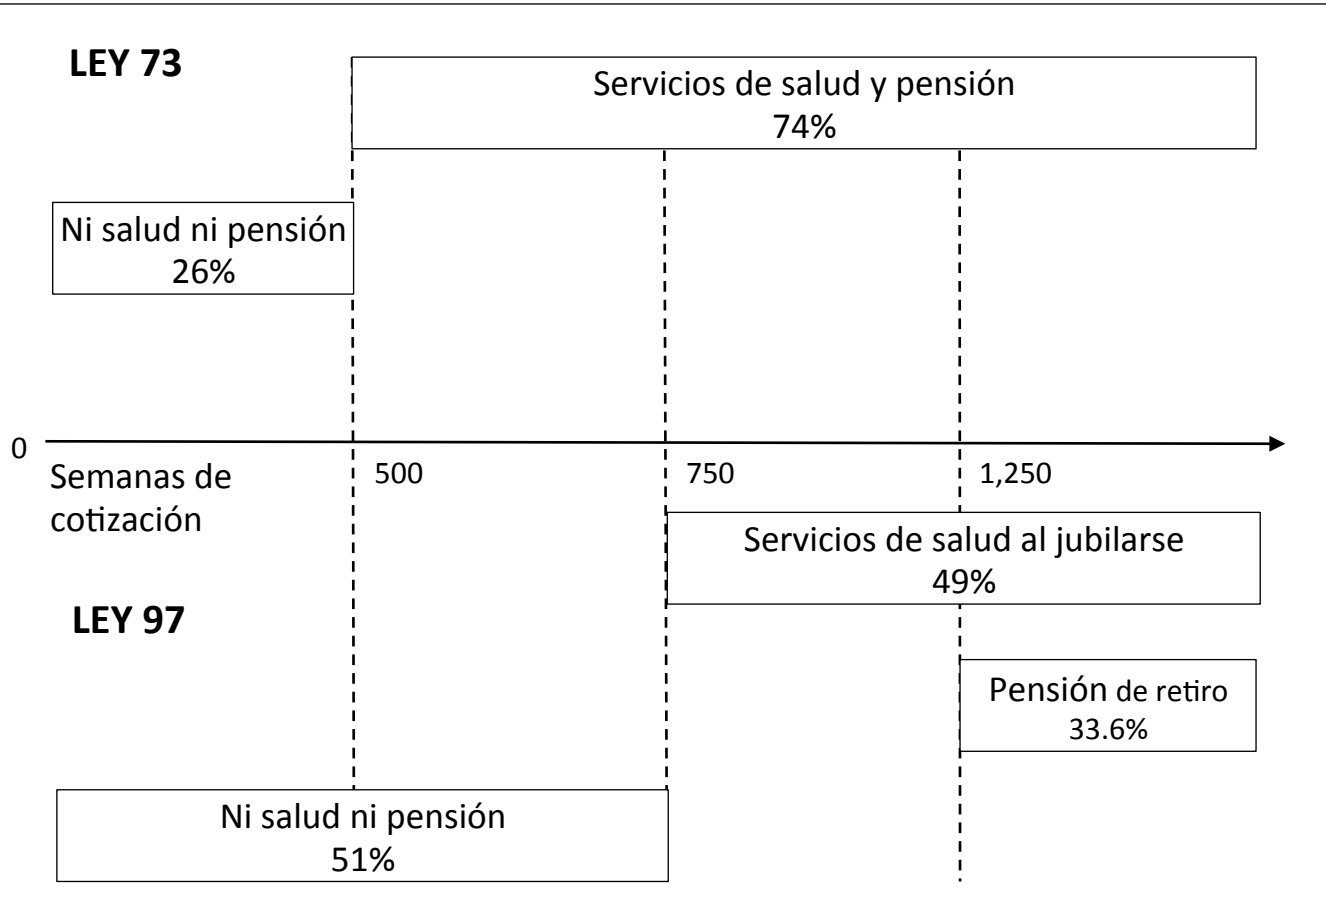 LEY 73
Servicios de salud y pensión
74%
Ni salud ni pensión
26%
0
Semanas de
cotización
500
750
1,250
Servicios de salud al jubilarse
49%
LEY 97
Pensión de retiro
33.6%
Ni salud ni pensión
51%